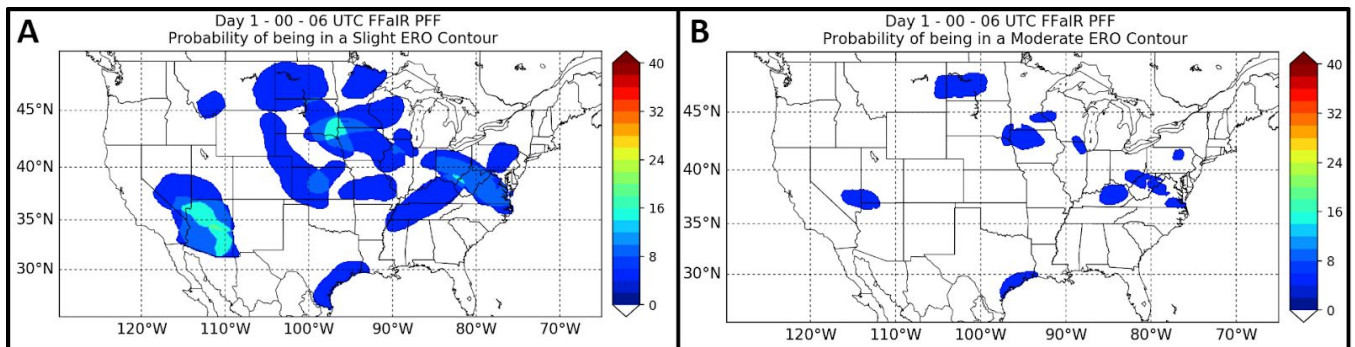 A
Day 1 - 00 - 06 UTC FFaIR PFF
Probability of being in a Slight ERO Contour
45°N
40°N
35°N
30°N
120°W 110°W 100°W 90°W 80°W 70°W
40
32
24
16
8
0
B
Day 1 - 00 - 06 UTC FFaIR PFF
Probability of being in a Moderate ERO Contour
45°N
40°N
35°N
30°N
120°W 110°W 100°W 90°W 80°W 70°W
40
32
24
16
8
0